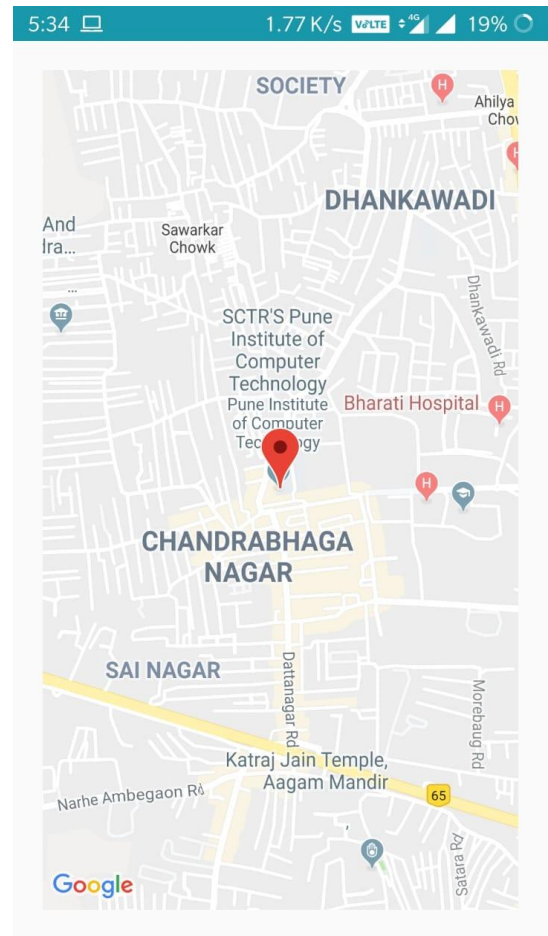 5:34 1.77 K/s VoLTE 4G 19%
SOCIETY
H
Ahilya
Chow
H
DHANKAWADI
And
dra...
Sawarkar
Chowk
...
Dhankawadi Rd
SCTR'S Pune
Institute of
Computer
Technology
Pune Institute
of Computer
Bharati Hospital H
H
CHANDRABHAGA
NAGAR
SAI NAGAR
Dattanagar Rd
Morebaug Rd
Katraj Jain Temple,
Aagam Mandir
65
Narhe Ambegaon Rd
Satara Rd
Google